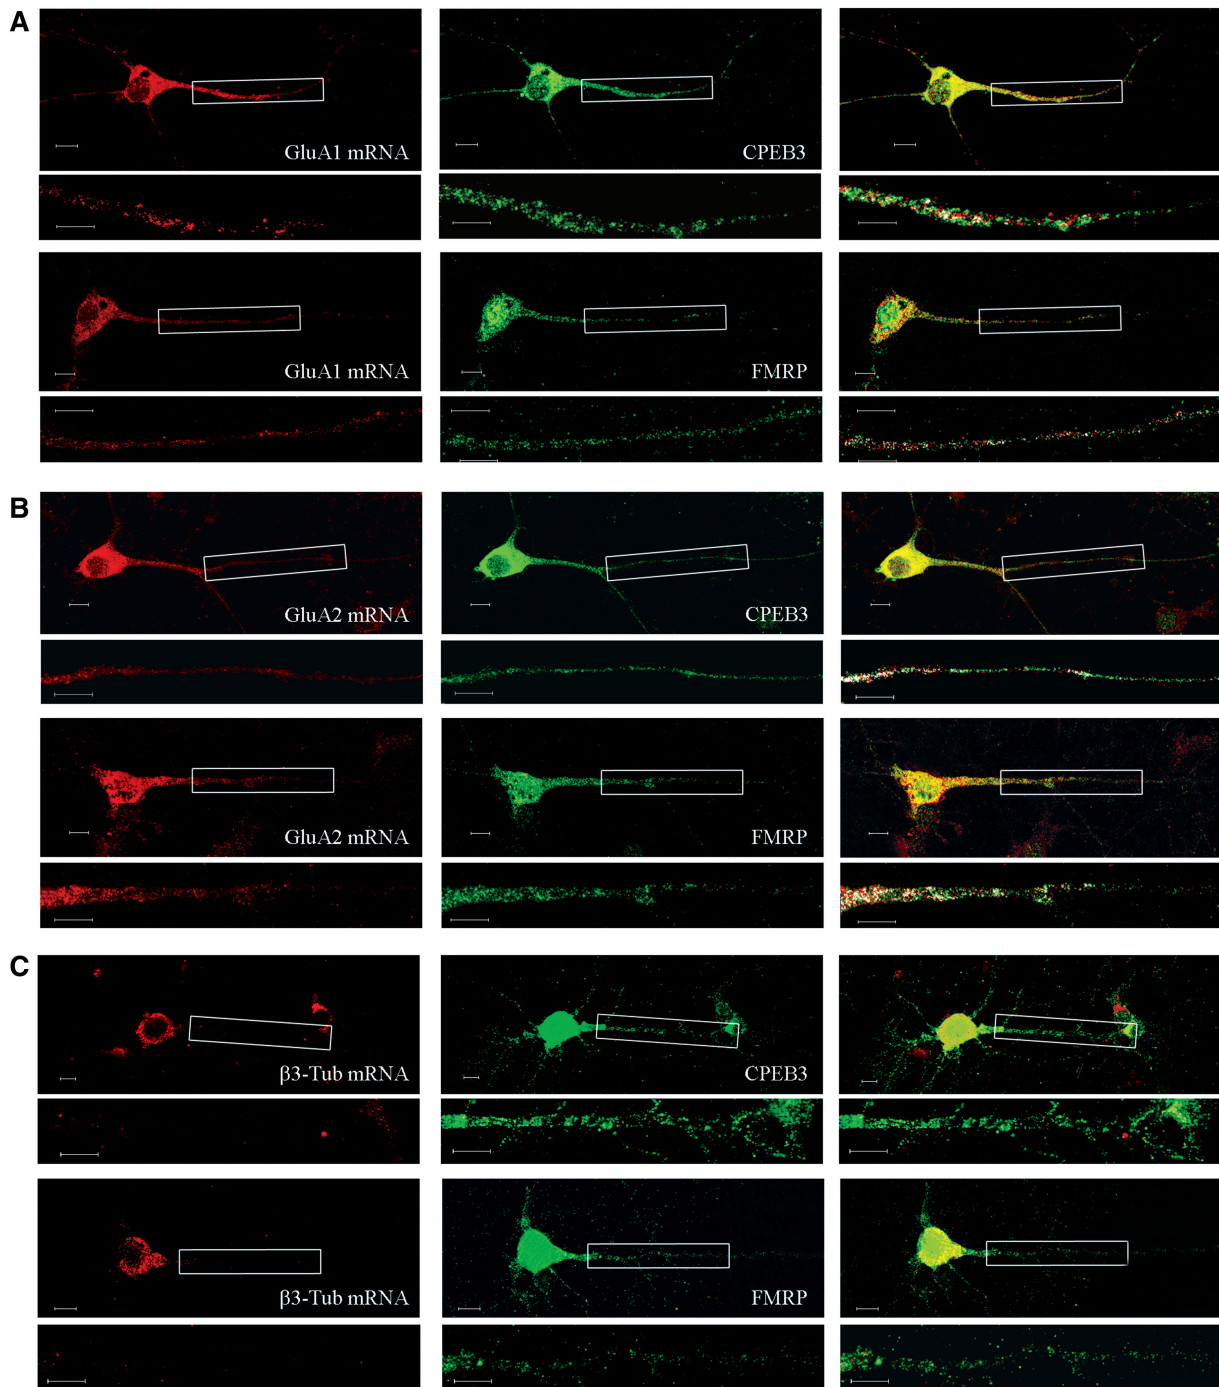 A
GluA1 mRNA
CPEB3
GluA1 mRNA
FMRP
B
GluA2 mRNA
CPEB3
GluA2 mRNA
FMRP
C
β3-Tub mRNA
CPEB3
β3-Tub mRNA
FMRP